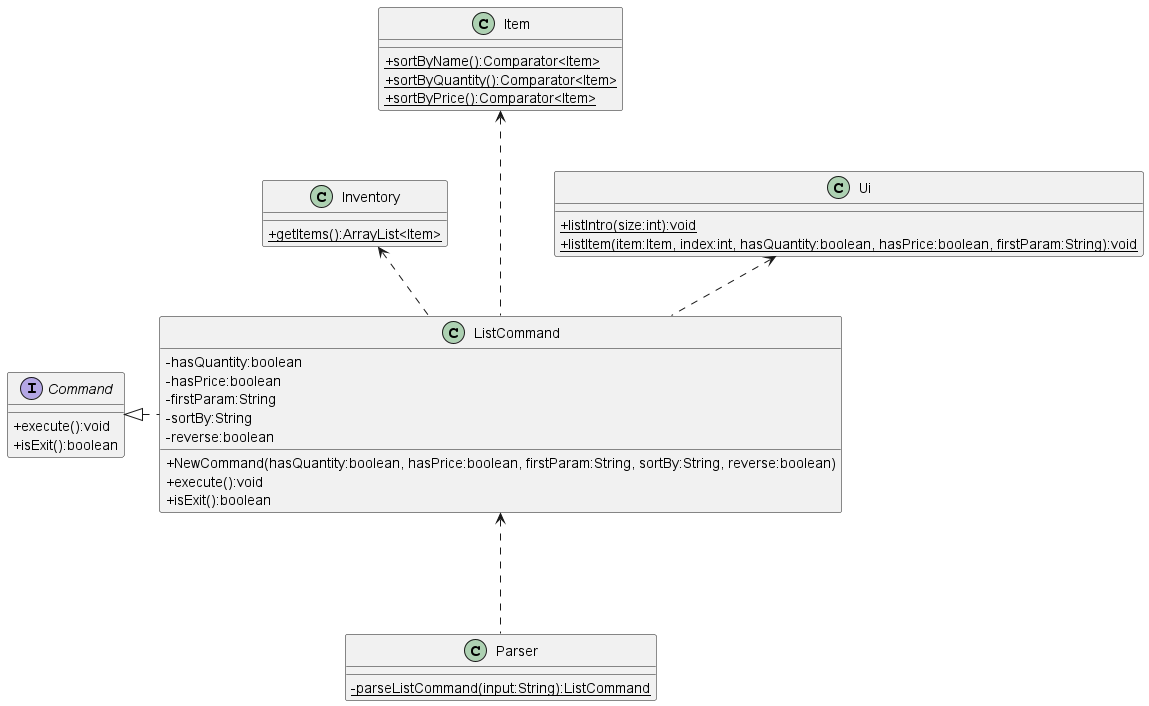 C Item
+sortByName():Comparator<Item>
+sortByQuantity():Comparator<Item>
+sortByPrice():Comparator<Item>
C Inventory
+getItems():ArrayList<Item>
C Ui
+listIntro(size:int):void
+listItem(item:Item, index:int, hasQuantity:boolean, hasPrice:boolean, firstParam:String):void
C ListCommand
-hasQuantity:boolean
-hasPrice:boolean
-firstParam:String
-sortBy:String
-reverse:boolean
+NewCommand(hasQuantity:boolean, hasPrice:boolean, firstParam:String, sortBy:String, reverse:boolean)
+execute():void
+isExit():boolean
I Command
+execute():void
+isExit():boolean
C Parser
-parseListCommand(input:String):ListCommand